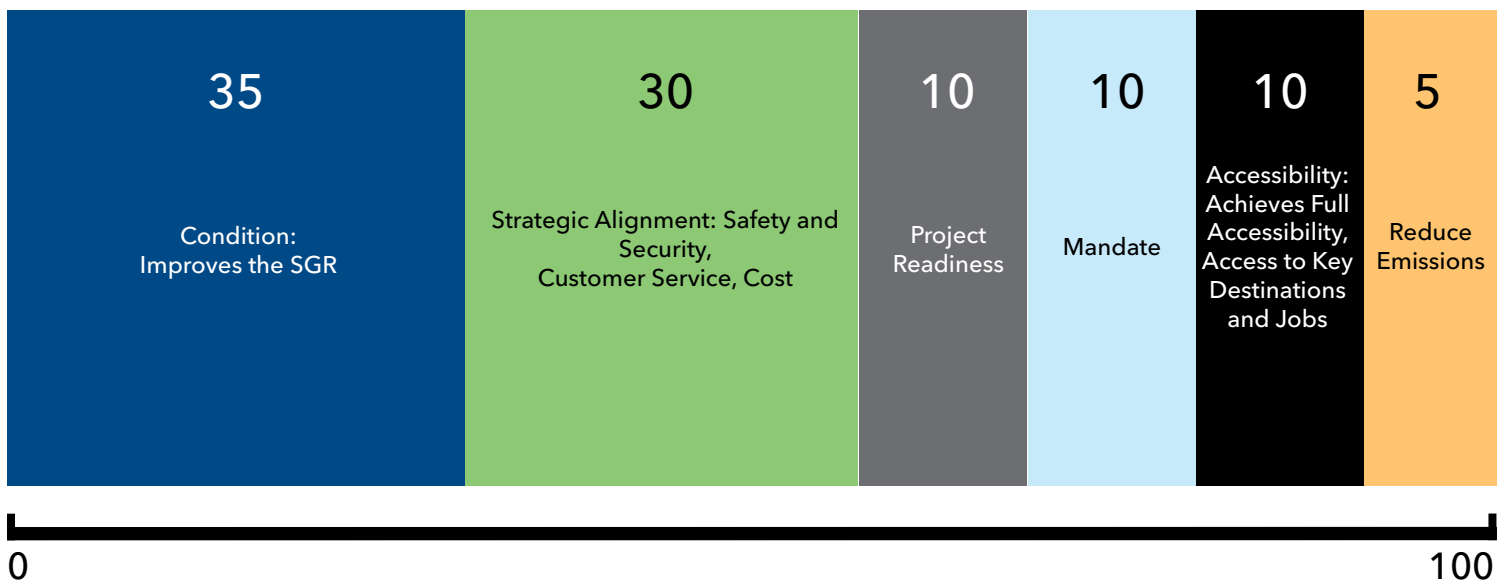 35
Condition:
Improves the SGR
30
Strategic Alignment: Safety and
Security,
Customer Service, Cost
10
Project
Readiness
10
Mandate
10
Accessibility:
Achieves Full
Accessibility,
Access to Key
Destinations
and Jobs
5
Reduce
Emissions
0
100